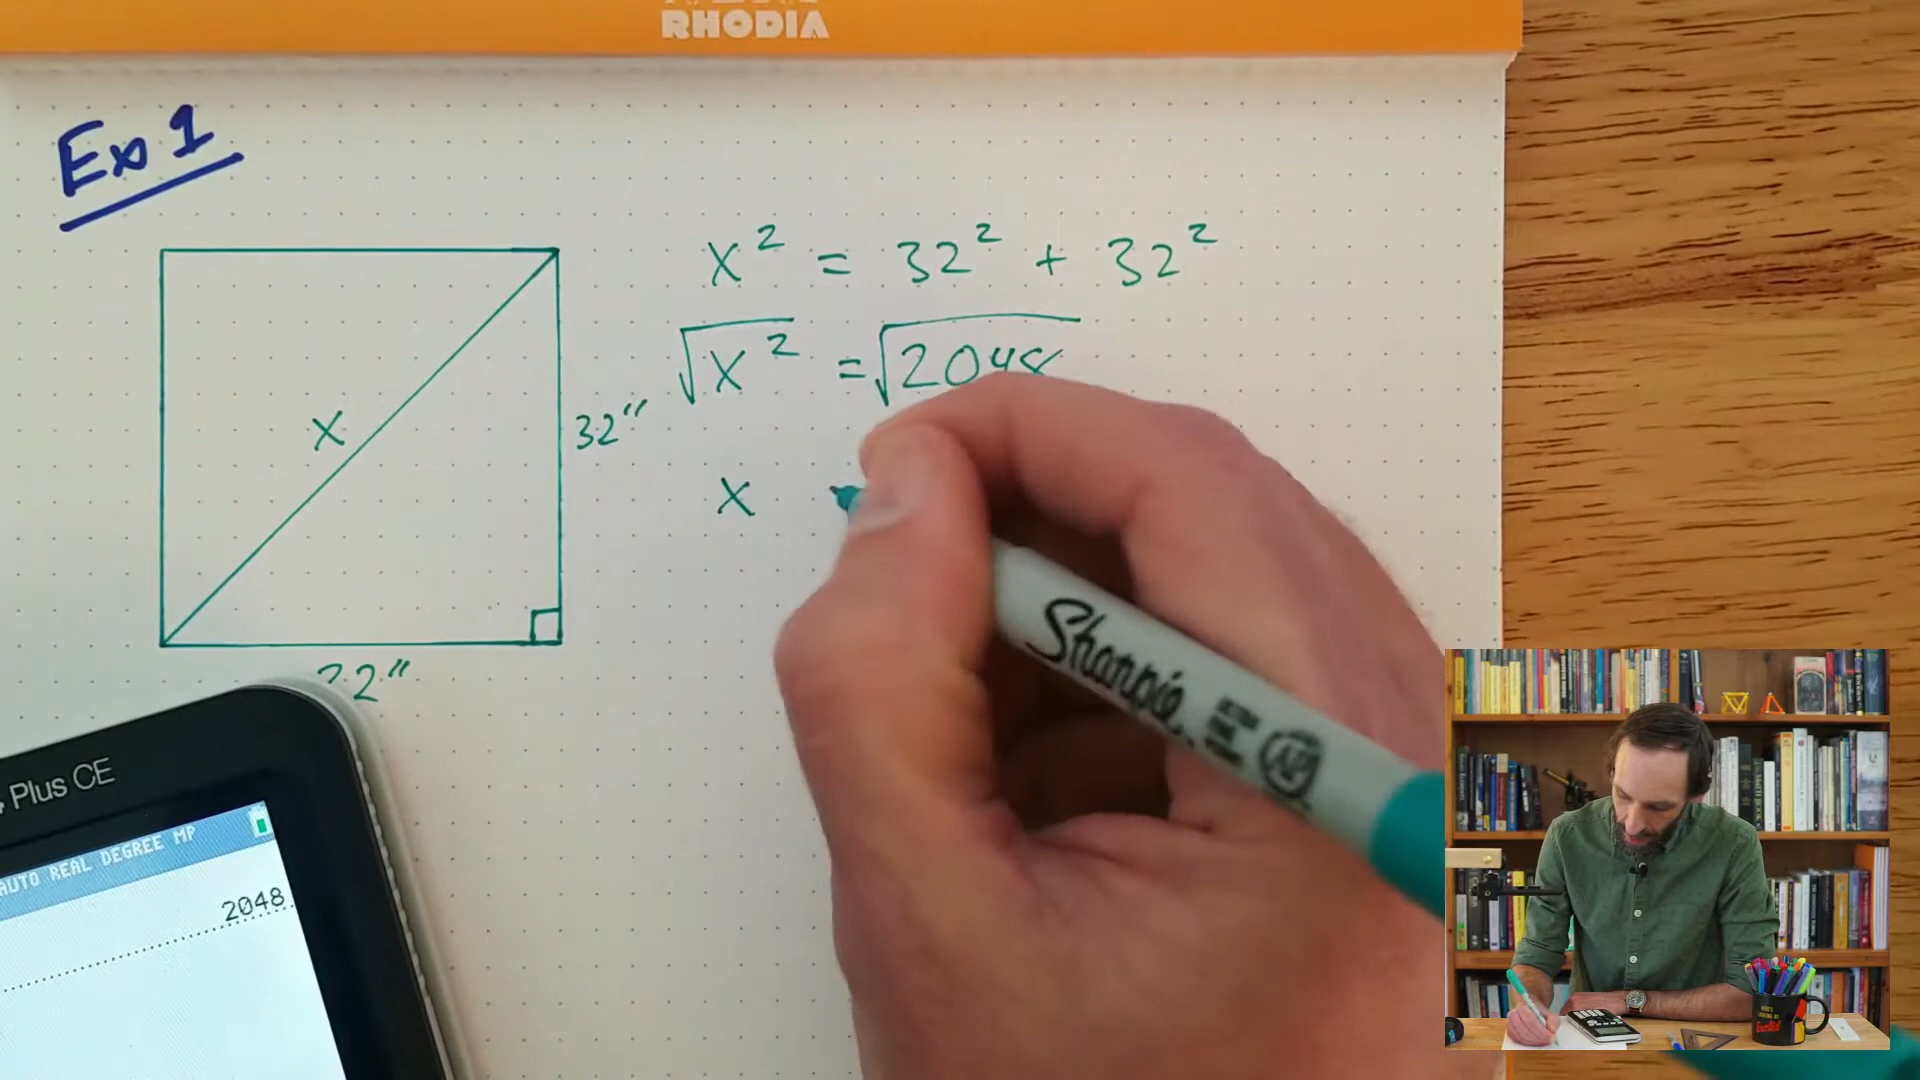 RHODIA
Ex 1
x² = 32² + 32²
√x² = √2048
x
32"
x
Sharpie
Plus CE
AUTO REAL DEGREE MP
2048